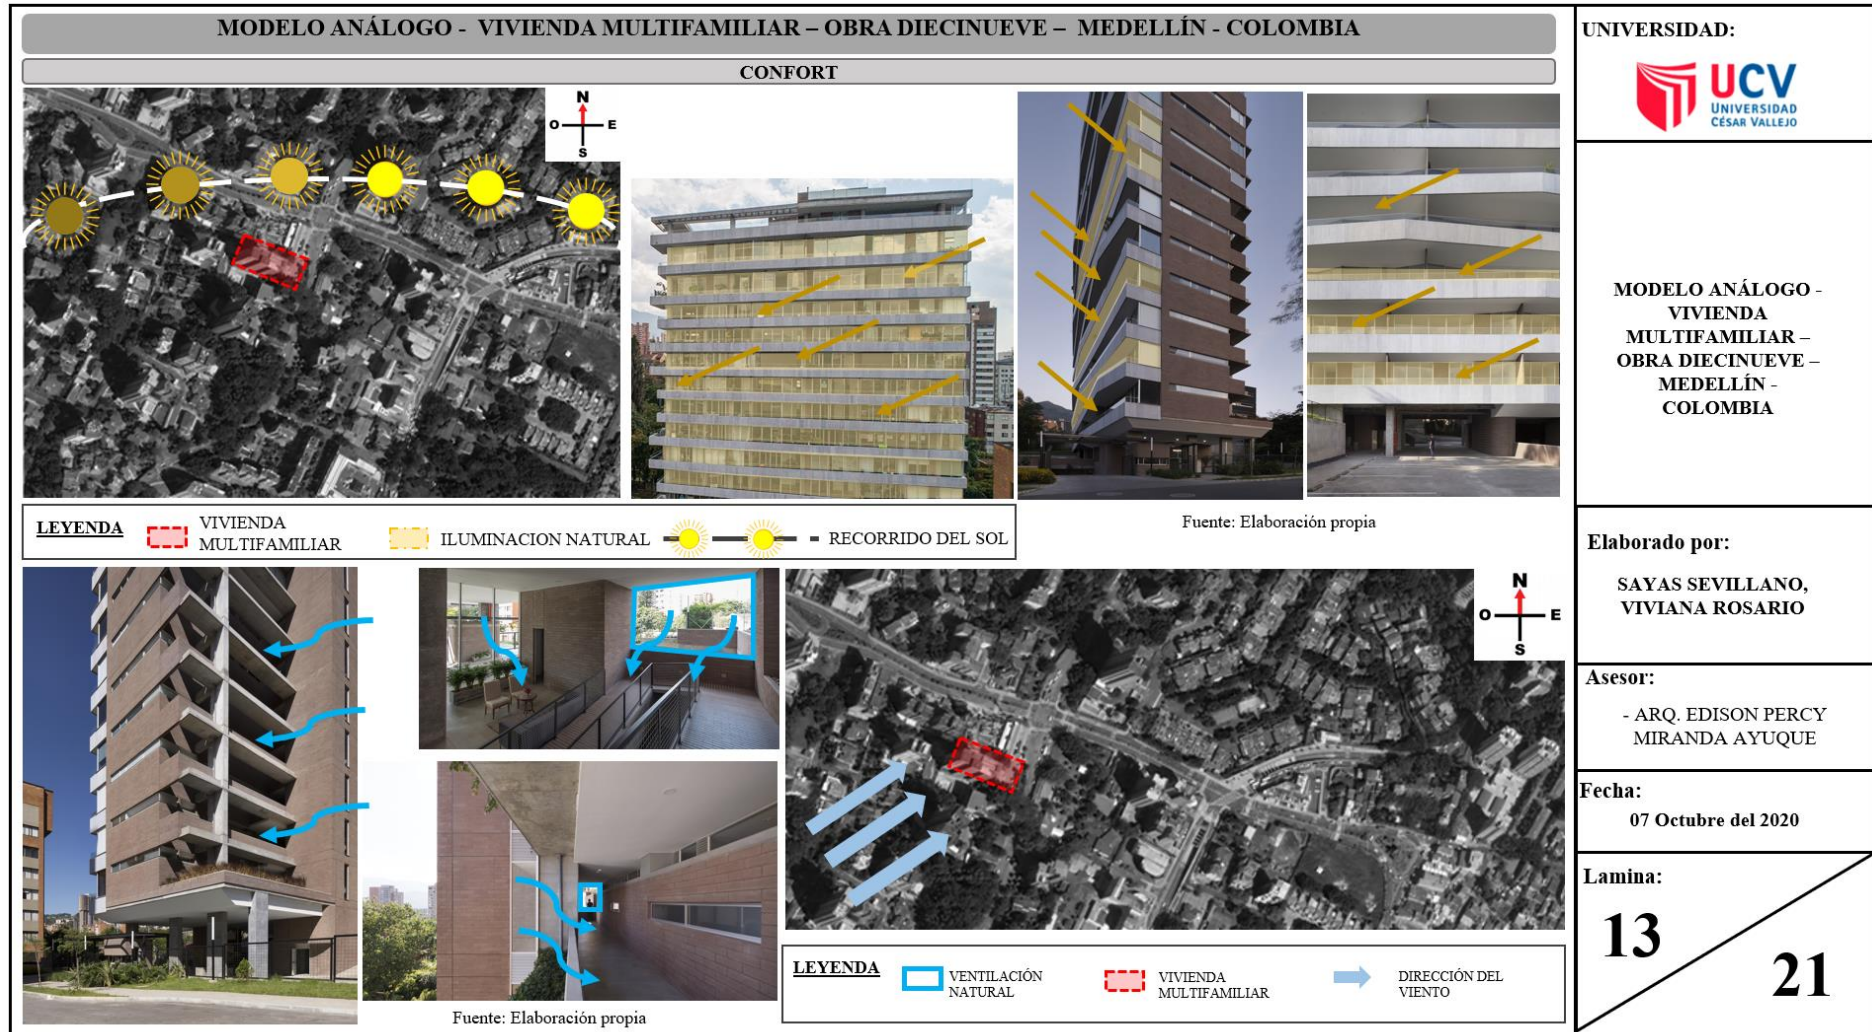 MODELO ANÁLOGO - VIVIENDA MULTIFAMILIAR – OBRA DIECINUEVE – MEDELLÍN - COLOMBIA
CONFORT
N
O E
S
LEYENDA
VIVIENDA
MULTIFAMILIAR
ILUMINACION NATURAL
RECORRIDO DEL SOL
Fuente: Elaboración propia
N
O E
S
Fuente: Elaboración propia
LEYENDA
VENTILACIÓN
NATURAL
VIVIENDA
MULTIFAMILIAR
DIRECCIÓN DEL
VIENTO
UNIVERSIDAD:
UCV
UNIVERSIDAD
CÉSAR VALLEJO
MODELO ANÁLOGO -
VIVIENDA
MULTIFAMILIAR –
OBRA DIECINUEVE –
MEDELLÍN -
COLOMBIA
Elaborado por:
SAYAS SEVILLANO,
VIVIANA ROSARIO
Asesor:
- ARQ. EDISON PERCY
MIRANDA AYUQUE
Fecha:
07 Octubre del 2020
Lamina:
13
21